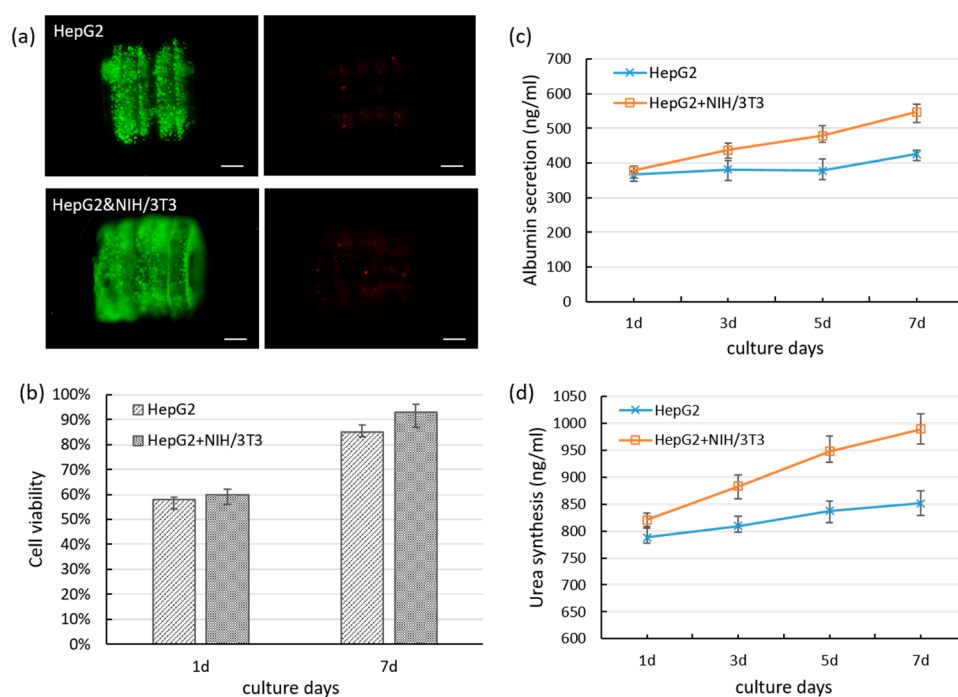 (a)
HepG2
HepG2&NIH/3T3
(b)
100%
90%
80%
70%
60%
50%
40%
30%
20%
10%
0%
Cell viability
HepG2
HepG2+NIH/3T3
1d
7d
culture days
(c)
700
600
500
400
300
200
100
0
Albumin secretion (ng/ml)
HepG2
HepG2+NIH/3T3
1d
3d
5d
7d
culture days
(d)
1050
1000
950
900
850
800
750
700
650
600
Urea synthesis (ng/ml)
HepG2
HepG2+NIH/3T3
1d
3d
5d
7d
culture days